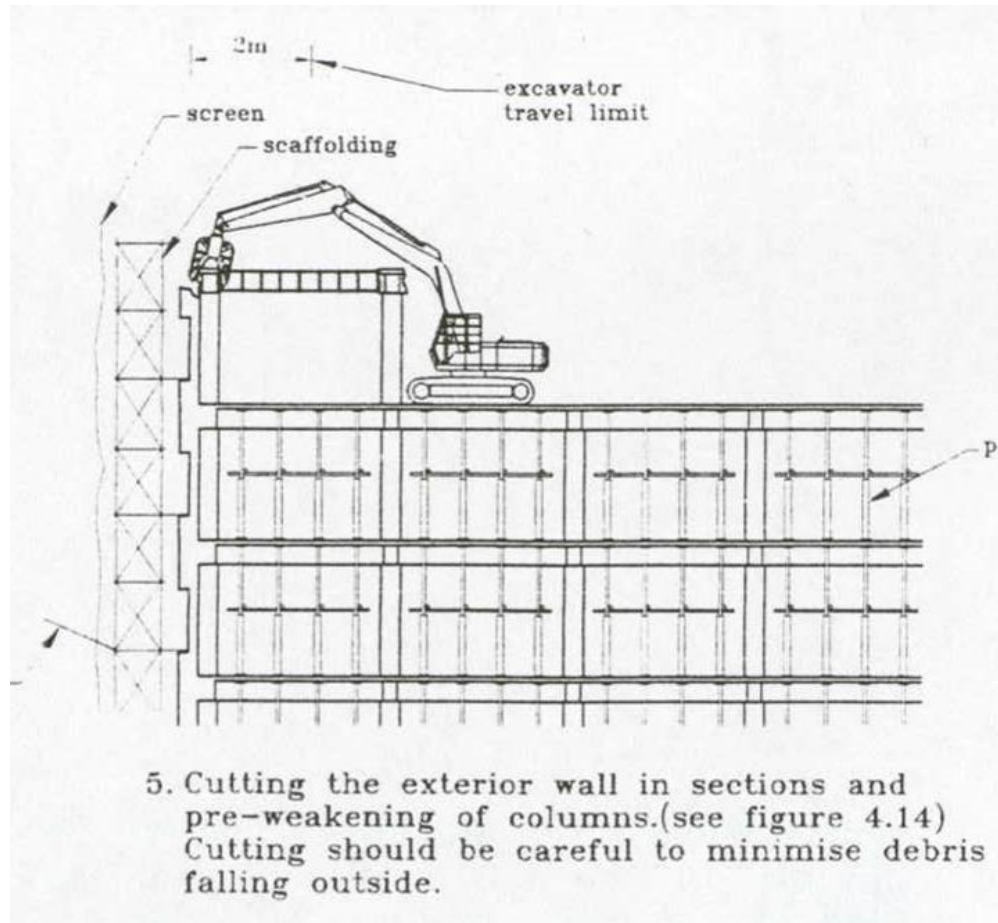 2m
excavator
travel limit
screen
scaffolding
P
5. Cutting the exterior wall in sections and
pre-weakening of columns.(see figure 4.14)
Cutting should be careful to minimise debris
falling outside.